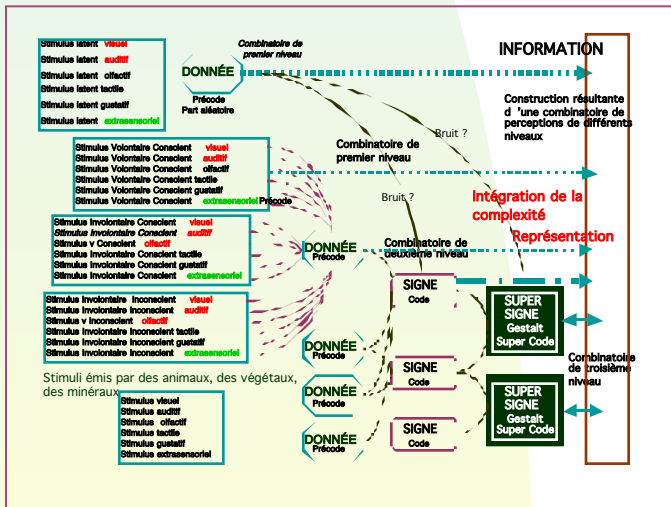 Stimulus latent visuel
Stimulus latent auditif
Stimulus latent olfactif
Stimulus latent tactile
Stimulus latent gustatif
Stimulus latent extrasensoriel
Combinatoire de
premier niveau
DONNÉE
Précode
Part aléatoire
INFORMATION
Construction résultante
d 'une combinatoire de
perceptions de différents
niveaux
Bruit ?
Combinatoire de
premier niveau
Stimulus Volontaire Conscient visuel
Stimulus Volontaire Conscient auditif
Stimulus Volontaire Conscient olfactif
Stimulus Volontaire Conscient tactile
Stimulus Volontaire Conscient gustatif
Stimulus Volontaire Conscient extrasensoriel Précode
Bruit ?
Intégration de la
complexité
Représentation
Stimulus Involontaire Conscient visuel
Stimulus Involontaire Conscient auditif
Stimulus v Conscient olfactif
Stimulus Involontaire Conscient tactile
Stimulus Involontaire Conscient gustatif
Stimulus Involontaire Conscient extrasensoriel
DONNÉE
Précode
Combinatoire de
deuxième niveau
SIGNE
Code
Stimulus Involontaire Inconscient visuel
Stimulus Involontaire Inconscient auditif
Stimulus v Inconscient olfactif
Stimulus Involontaire Inconscient tactile
Stimulus Involontaire Inconscient gustatif
Stimulus Involontaire Inconscient extrasensoriel
SUPER
SIGNE
Gestalt
Super Code
DONNÉE
Précode
Combinatoire
de troisième
niveau
SIGNE
Code
Stimuli émis par des animaux, des végétaux,
des minéraux
Stimulus visuel
Stimulus auditif
Stimulus olfactif
Stimulus tactile
Stimulus gustatif
Stimulus extrasensoriel
DONNÉE
Précode
SUPER
SIGNE
Gestalt
Super Code
SIGNE
Code
DONNÉE
Précode